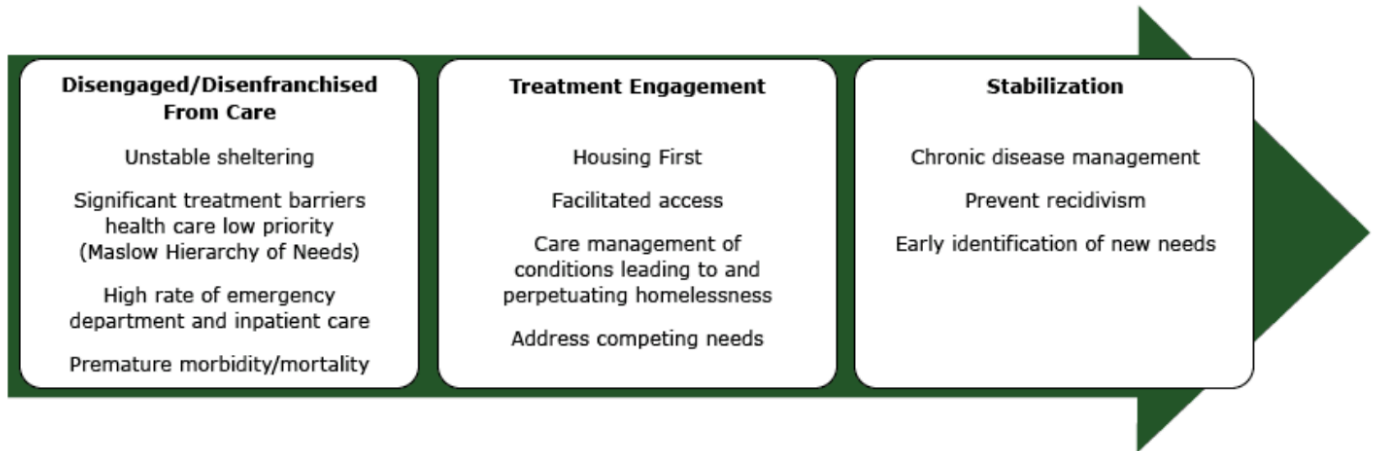 Disengaged/Disenfranchised
From Care
Unstable sheltering
Significant treatment barriers
health care low priority
(Maslow Hierarchy of Needs)
High rate of emergency
department and inpatient care
Premature morbidity/mortality
Treatment Engagement
Housing First
Facilitated access
Care management of
conditions leading to and
perpetuating homelessness
Address competing needs
Stabilization
Chronic disease management
Prevent recidivism
Early identification of new needs